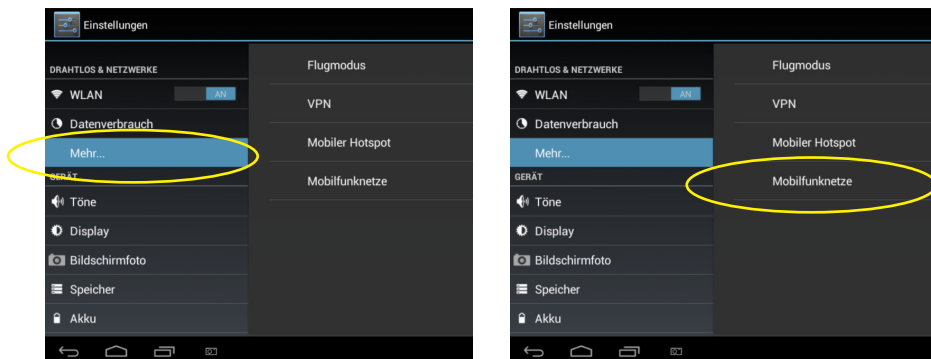 Einstellungen
DRAHTLOS & NETZWERKE
WLAN AN
Datenverbrauch
Mehr...
GERÄT
Töne
Display
Bildschirmfoto
Speicher
Akku
Flugmodus
VPN
Mobiler Hotspot
Mobilfunknetze
Einstellungen
DRAHTLOS & NETZWERKE
WLAN AN
Datenverbrauch
Mehr...
GERÄT
Töne
Display
Bildschirmfoto
Speicher
Akku
Flugmodus
VPN
Mobiler Hotspot
Mobilfunknetze